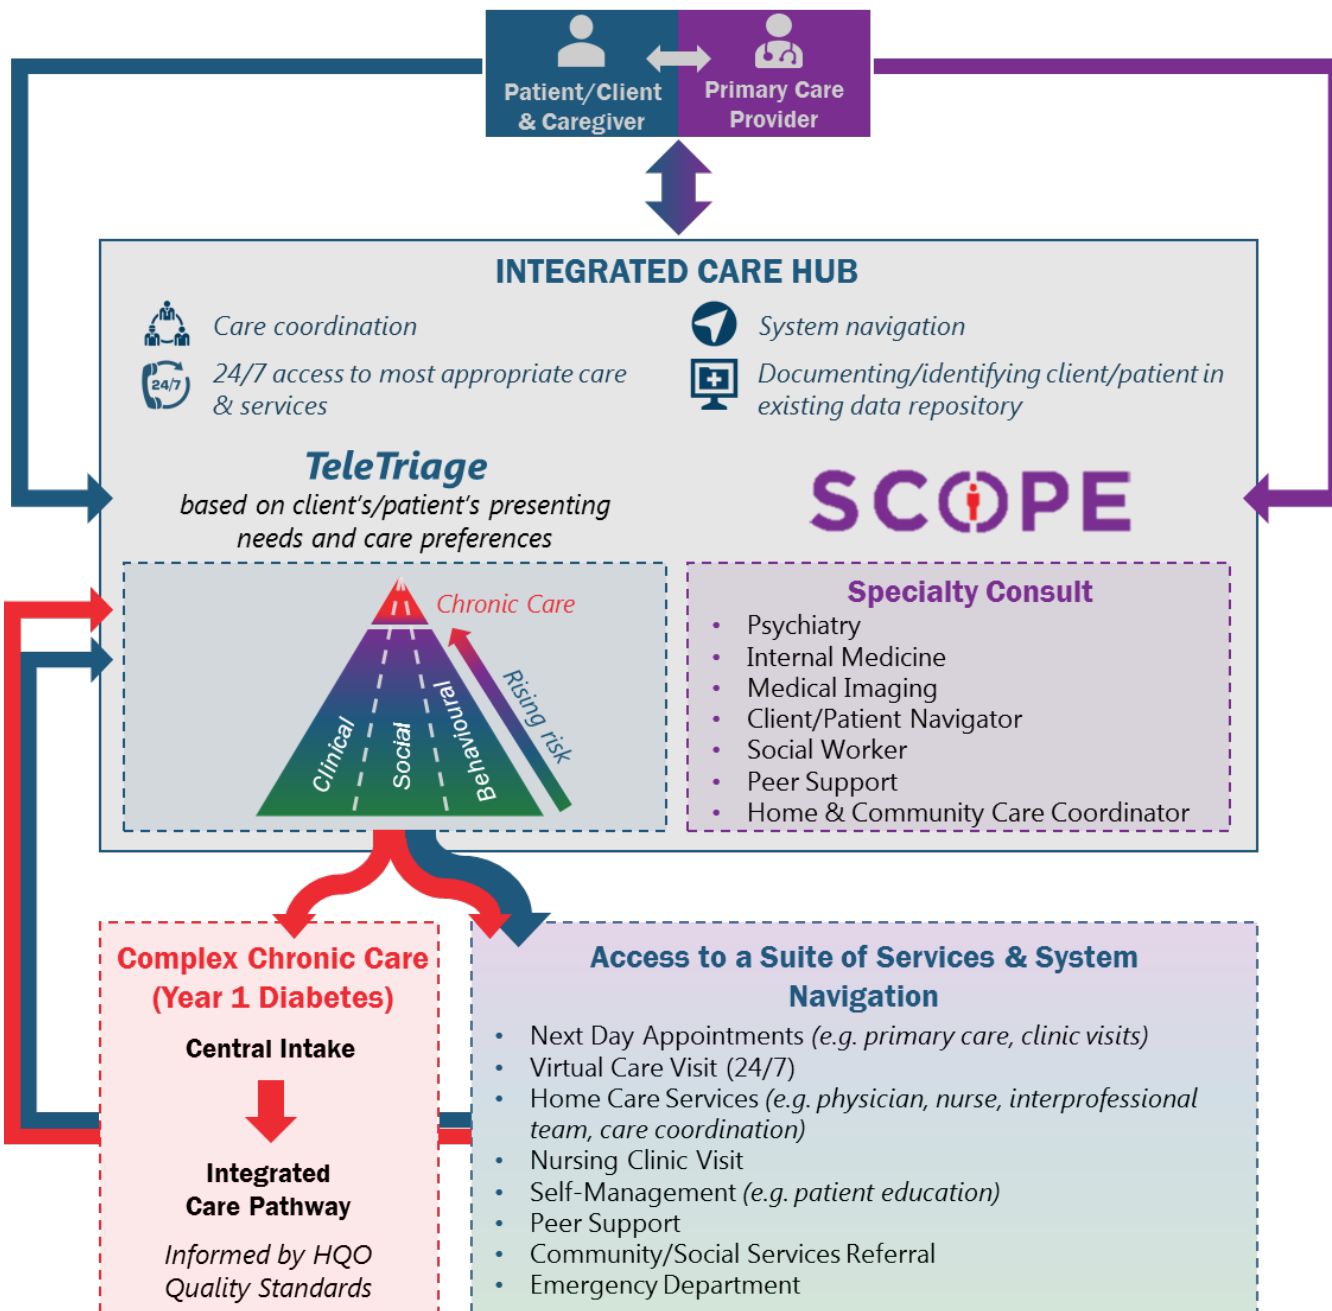 Patient/Client
& Caregiver
Primary Care
Provider
INTEGRATED CARE HUB
Care coordination
System navigation
24/7
24/7 access to most appropriate care
& services
Documenting/identifying client/patient in
existing data repository
TeleTriage
based on client's/patient's presenting
needs and care preferences
SCOPE
Chronic Care
Rising risk
Clinical
Social
Behavioural
Specialty Consult
• Psychiatry
• Internal Medicine
• Medical Imaging
• Client/Patient Navigator
• Social Worker
• Peer Support
• Home & Community Care Coordinator
Complex Chronic Care
(Year 1 Diabetes)
Central Intake
Integrated
Care Pathway
Informed by HQO
Quality Standards
Access to a Suite of Services & System
Navigation
• Next Day Appointments (e.g. primary care, clinic visits)
• Virtual Care Visit (24/7)
• Home Care Services (e.g. physician, nurse, interprofessional
team, care coordination)
• Nursing Clinic Visit
• Self-Management (e.g. patient education)
• Peer Support
• Community/Social Services Referral
• Emergency Department